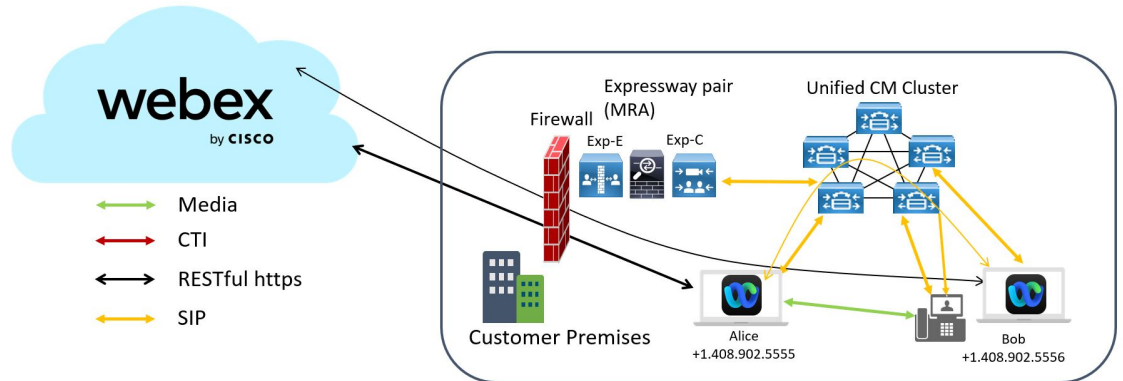 webex
by CISCO
Media
CTI
RESTful https
SIP
Firewall
Expressway pair
(MRA)
Exp-E
Exp-C
Unified CM Cluster
Customer Premises
Alice
+1.408.902.5555
Bob
+1.408.902.5556